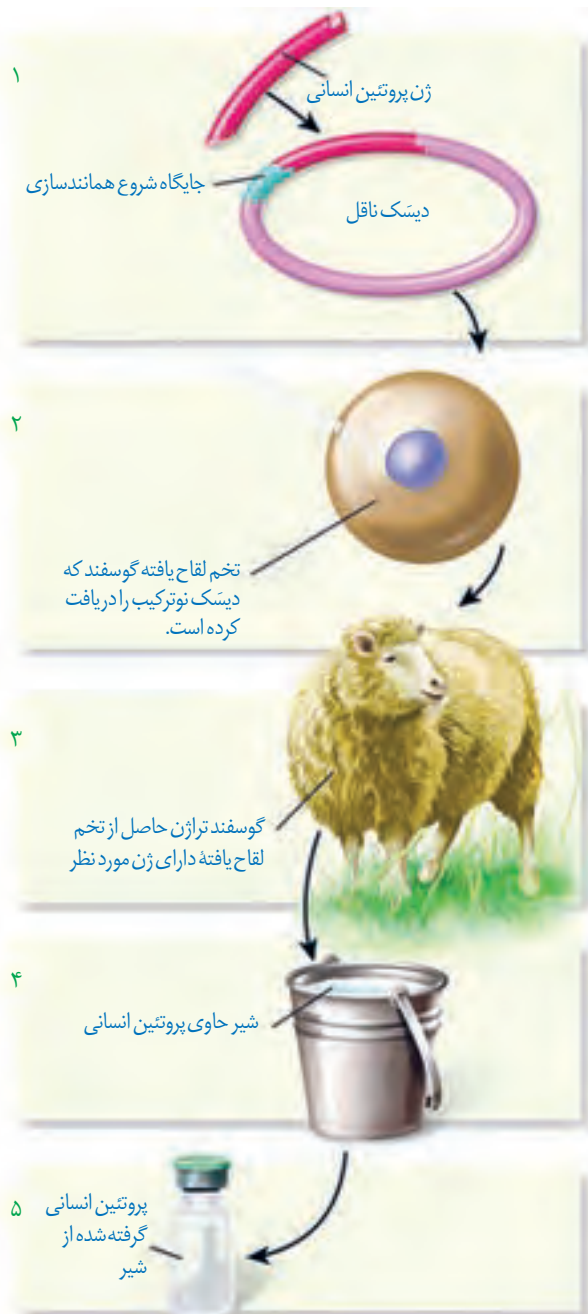 ۱
ژن پروتئین انسانی
جایگاه شروع همانندسازی
دیسَک ناقل
۲
تخم لقاح یافته گوسفند که
دیسَک نوترکیب را دریافت
کرده است.
۳
گوسفند تراژن حاصل از تخم
لقاح یافتهٔ دارای ژن مورد نظر
۴
شیر حاوی پروتئین انسانی
۵
پروتئین انسانی
گرفته‌شده از
شیر